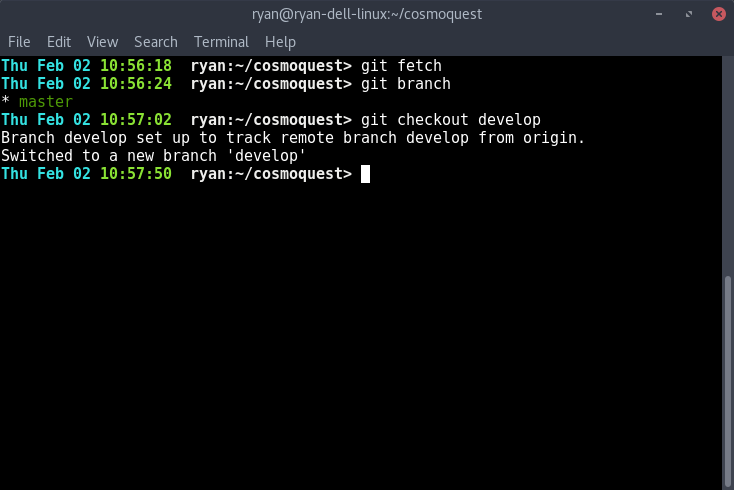 ryan@ryan-dell-linux:~/cosmoquest
File Edit View Search Terminal Help
Thu Feb 02 10:56:18  ryan:~/cosmoquest> git fetch
Thu Feb 02 10:56:24  ryan:~/cosmoquest> git branch
* master
Thu Feb 02 10:57:02  ryan:~/cosmoquest> git checkout develop
Branch develop set up to track remote branch develop from origin.
Switched to a new branch 'develop'
Thu Feb 02 10:57:50  ryan:~/cosmoquest>